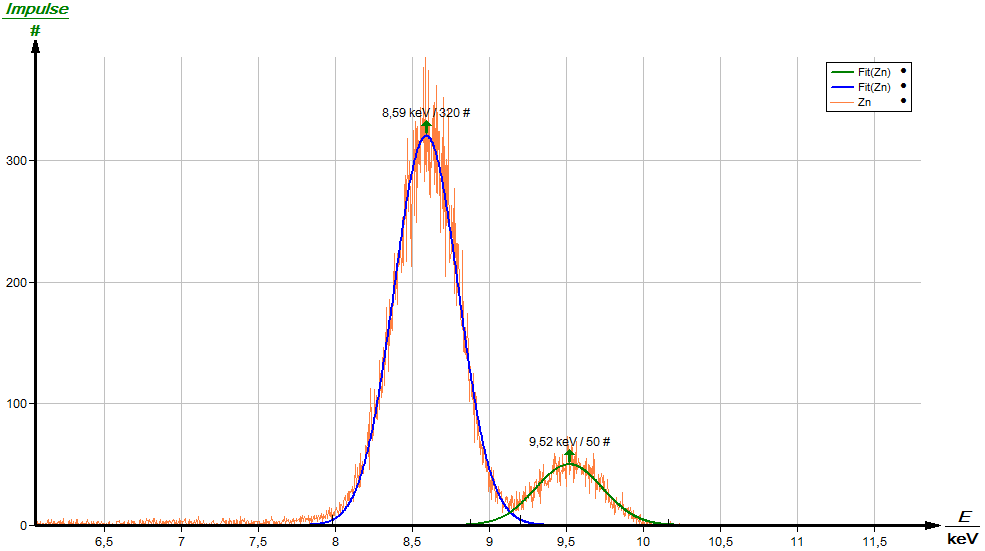 Impulse
#
8,59 keV / 320 #
9,52 keV / 50 #
Fit(Zn)
Fit(Zn)
Zn
300
200
100
0
6,5 7 7,5 8 8,5 9 9,5 10 10,5 11 11,5
E
keV